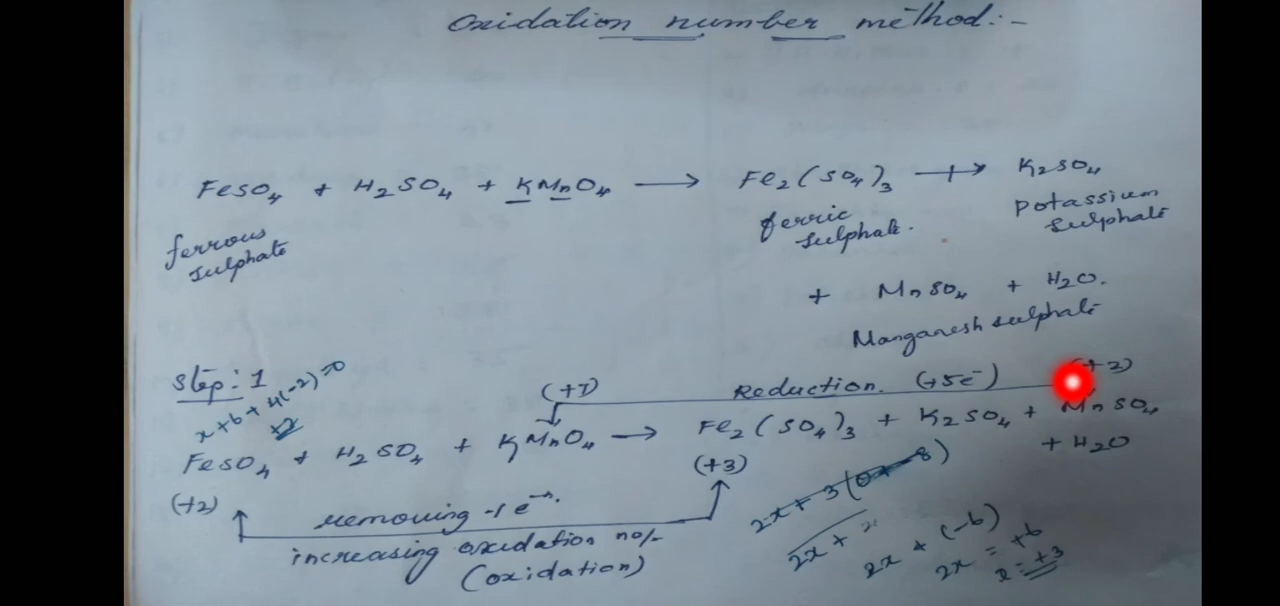 Oxidation number method:-
FeSO4 + H2SO4 + KMnO4 → Fe2(SO4)3 + → K2SO4
ferrous sulphate
ferric sulphate.
Potassium sulphate
+ MnSO4 + H2O.
Manganesh sulphate
Step: 1
x+6+4(-2)=0
+2
(+7)
Reduction. (+5e-)
(+2)
FeSO4 + H2SO4 + KMnO4 → Fe2(SO4)3 + K2SO4 + MnSO4
+ H2O
(+2)
(+3)
removing -1e-.
increasing oxidation no/-
(oxidation)
2x+3(
2x+
2x+(-6)
2x = +6
x=+3